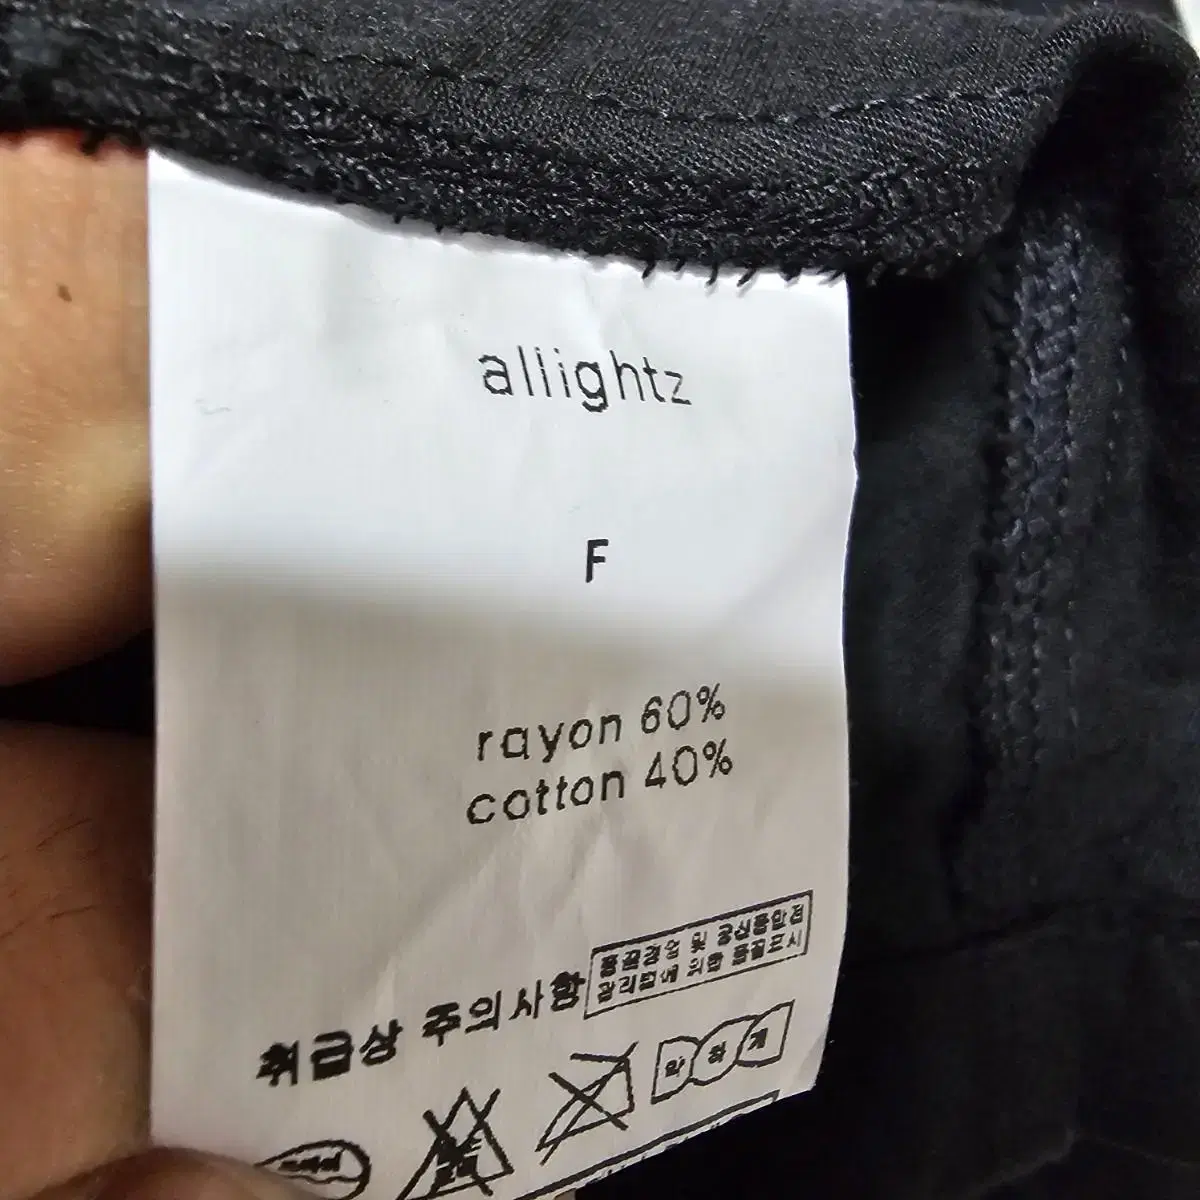 allightz
F
rayon 60%
cotton 40%
취급상 주의사항
품질경영 및 공산품안전
관리법에 의한 품질표시
약 하 게